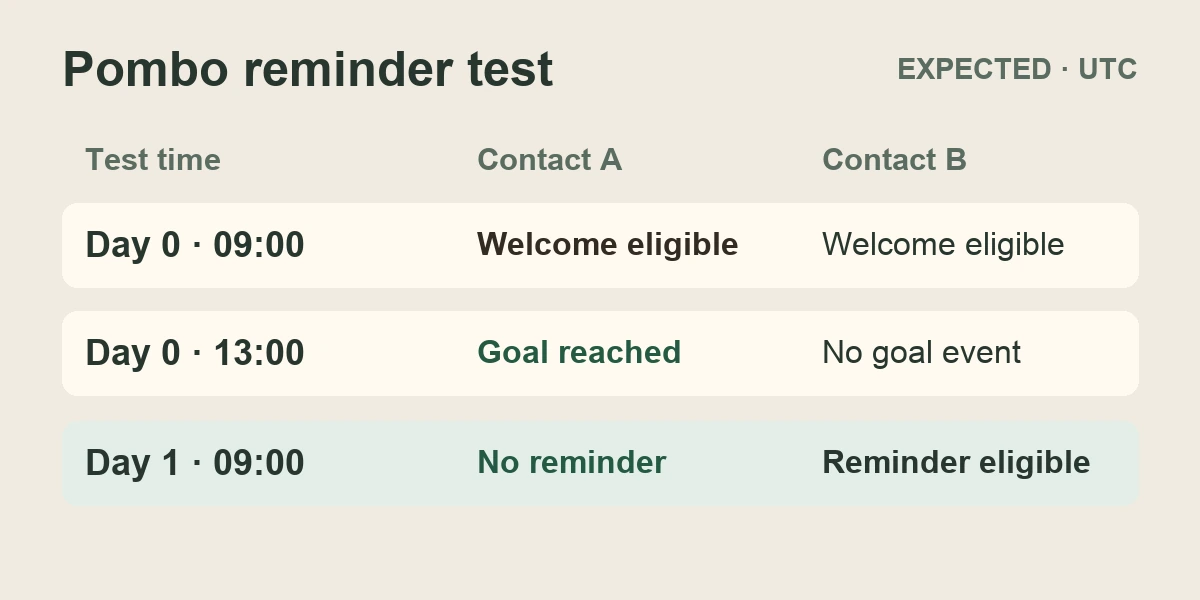 Pombo reminder test
EXPECTED · UTC
Test time Contact A Contact B
Day 0 · 09:00 Welcome eligible Welcome eligible
Day 0 · 13:00 Goal reached No goal event
Day 1 · 09:00 No reminder Reminder eligible